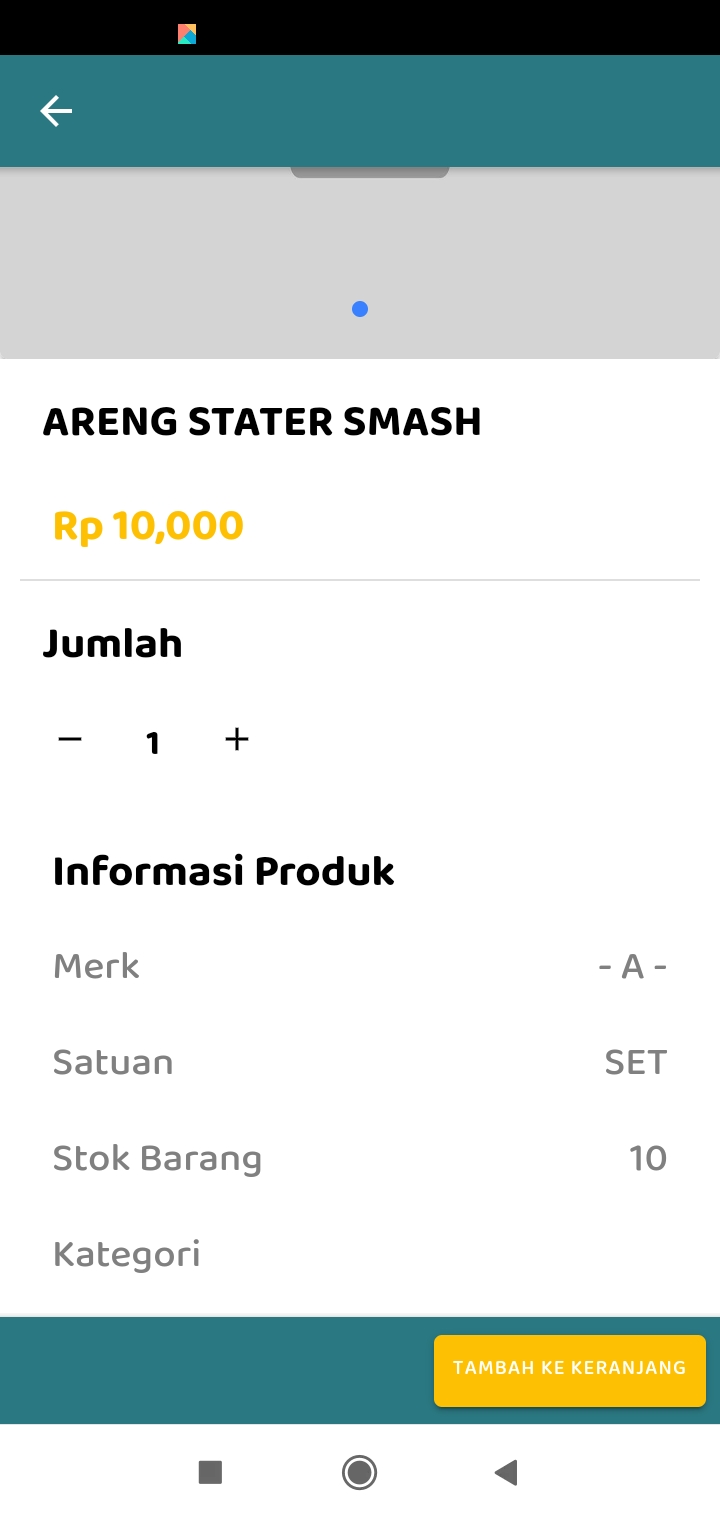 ARENG STATER SMASH
Rp 10,000
Jumlah
1
Informasi Produk
Merk - A -
Satuan SET
Stok Barang 10
Kategori
TAMBAH KE KERANJANG